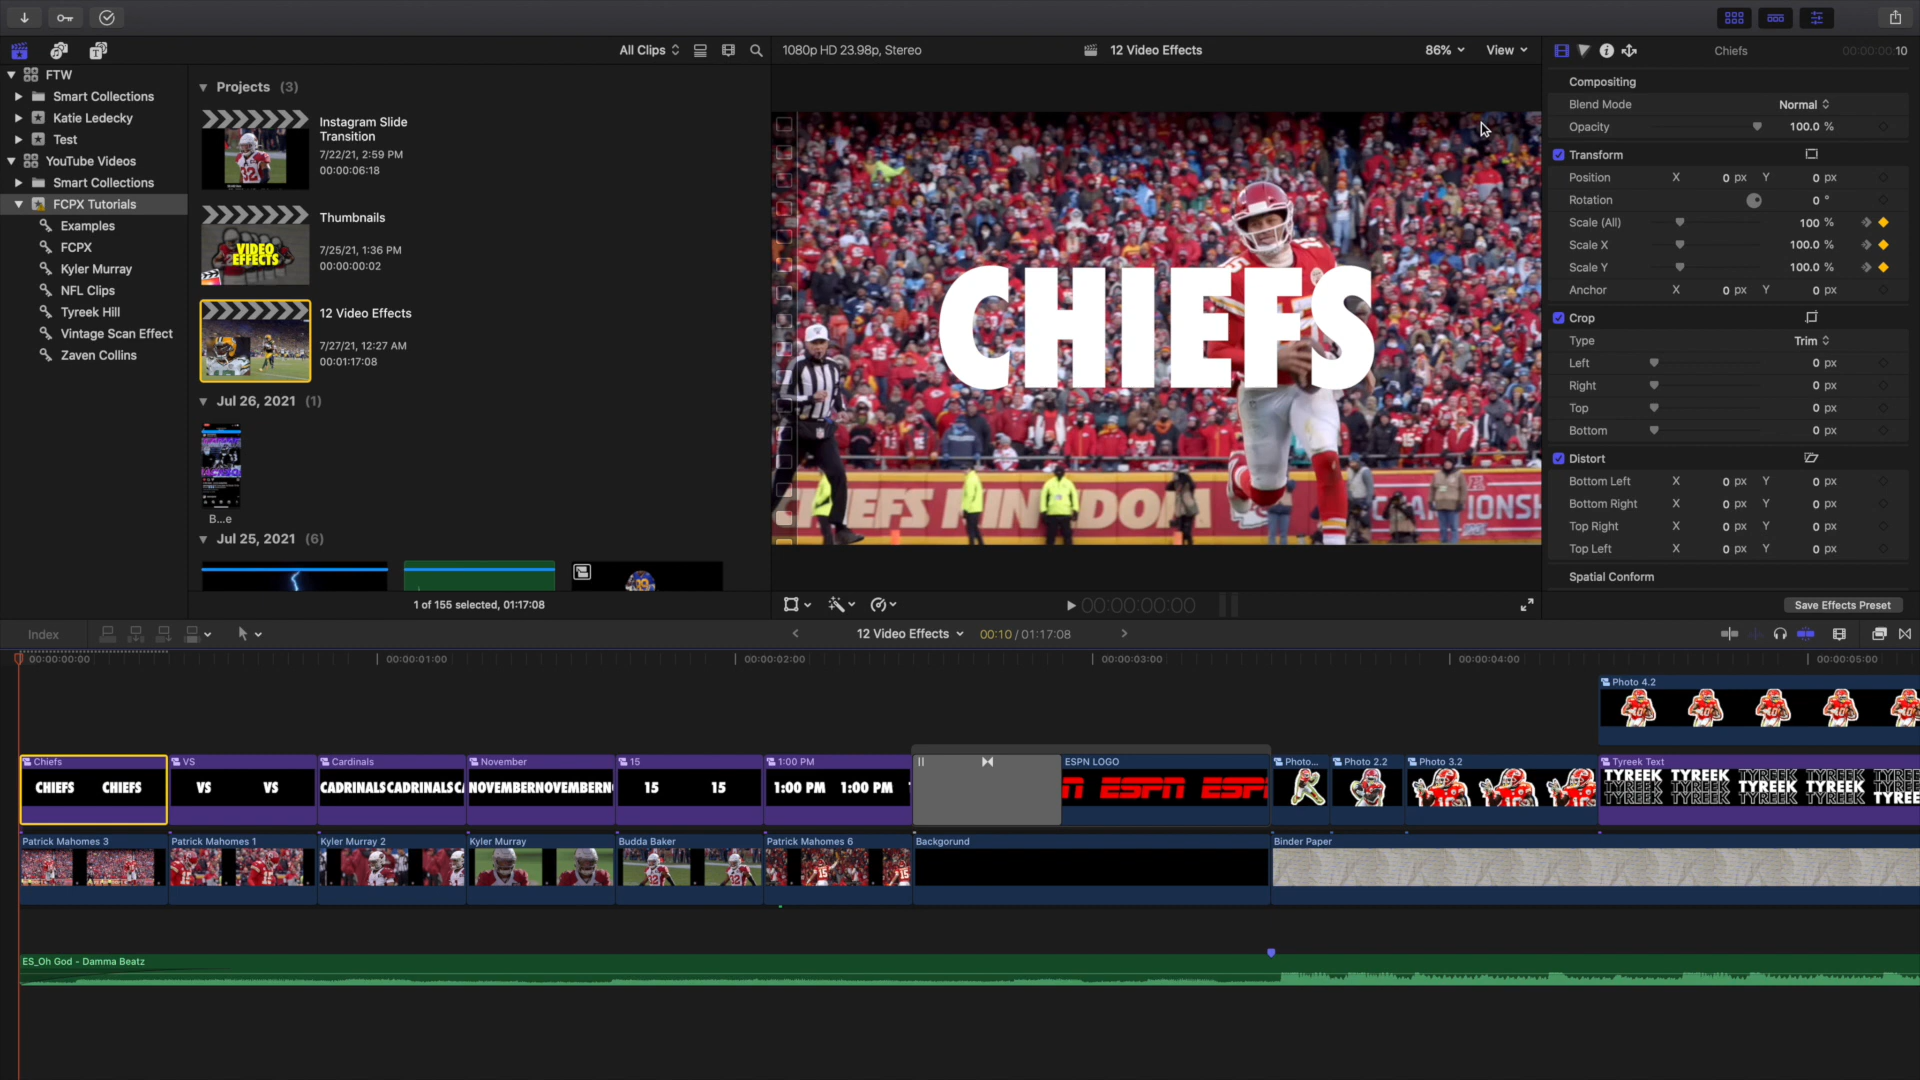 All Clips
1080p HD 23.98p, Stereo
12 Video Effects
86%
View
Chiefs
00:00:00:00:10
FTW
Smart Collections
Katie Ledecky
Test
YouTube Videos
Smart Collections
FCPX Tutorials
Examples
FCPX
Kyler Murray
NFL Clips
Tyreek Hill
Vintage Scan Effect
Zaven Collins
Projects (3)
Instagram Slide
Transition
7/22/21, 2:59 PM
00:00:06:18
Thumbnails
7/25/21, 1:36 PM
00:00:00:02
VIDEO
EFFECTS
12 Video Effects
7/27/21, 12:27 AM
00:01:17:08
Jul 26, 2021 (1)
B...e
Jul 25, 2021 (6)
1 of 155 selected, 01:17:08
CHIEFS
CHIEFS KINGDOM
Compositing
Blend Mode Normal
Opacity 100.0 %
Transform
Position X 0 px Y 0 px
Rotation 0 °
Scale (All) 100 %
Scale X 100.0 %
Scale Y 100.0 %
Anchor X 0 px Y 0 px
Crop
Type Trim
Left 0 px
Right 0 px
Top 0 px
Bottom 0 px
Distort
Bottom Left X 0 px Y 0 px
Bottom Right X 0 px Y 0 px
Top Right X 0 px Y 0 px
Top Left X 0 px Y 0 px
Spatial Conform
Save Effects Preset
00:00:00:00
Index
12 Video Effects
00:10 / 01:17:08
00:00:00:00
00:00:01:00
00:00:02:00
00:00:03:00
00:00:04:00
00:00:05:00
Photo 4.2
Chiefs
VS
Cardinals
November
15
1:00 PM
ESPN LOGO
Photo...
Photo 2.2
Photo 3.2
Tyreek Text
CHIEFS CHIEFS
VS VS
CARDINALSCARDINALSCA
NOVEMBERNOVEMBERN
15 15
1:00 PM 1:00 PM
ESPN
TYREEK
Patrick Mahomes 3
Patrick Mahomes 1
Kyler Murray 2
Kyler Murray
Budda Baker
Patrick Mahomes 6
Backgorund
Binder Paper
ES_Oh God - Damma Beatz